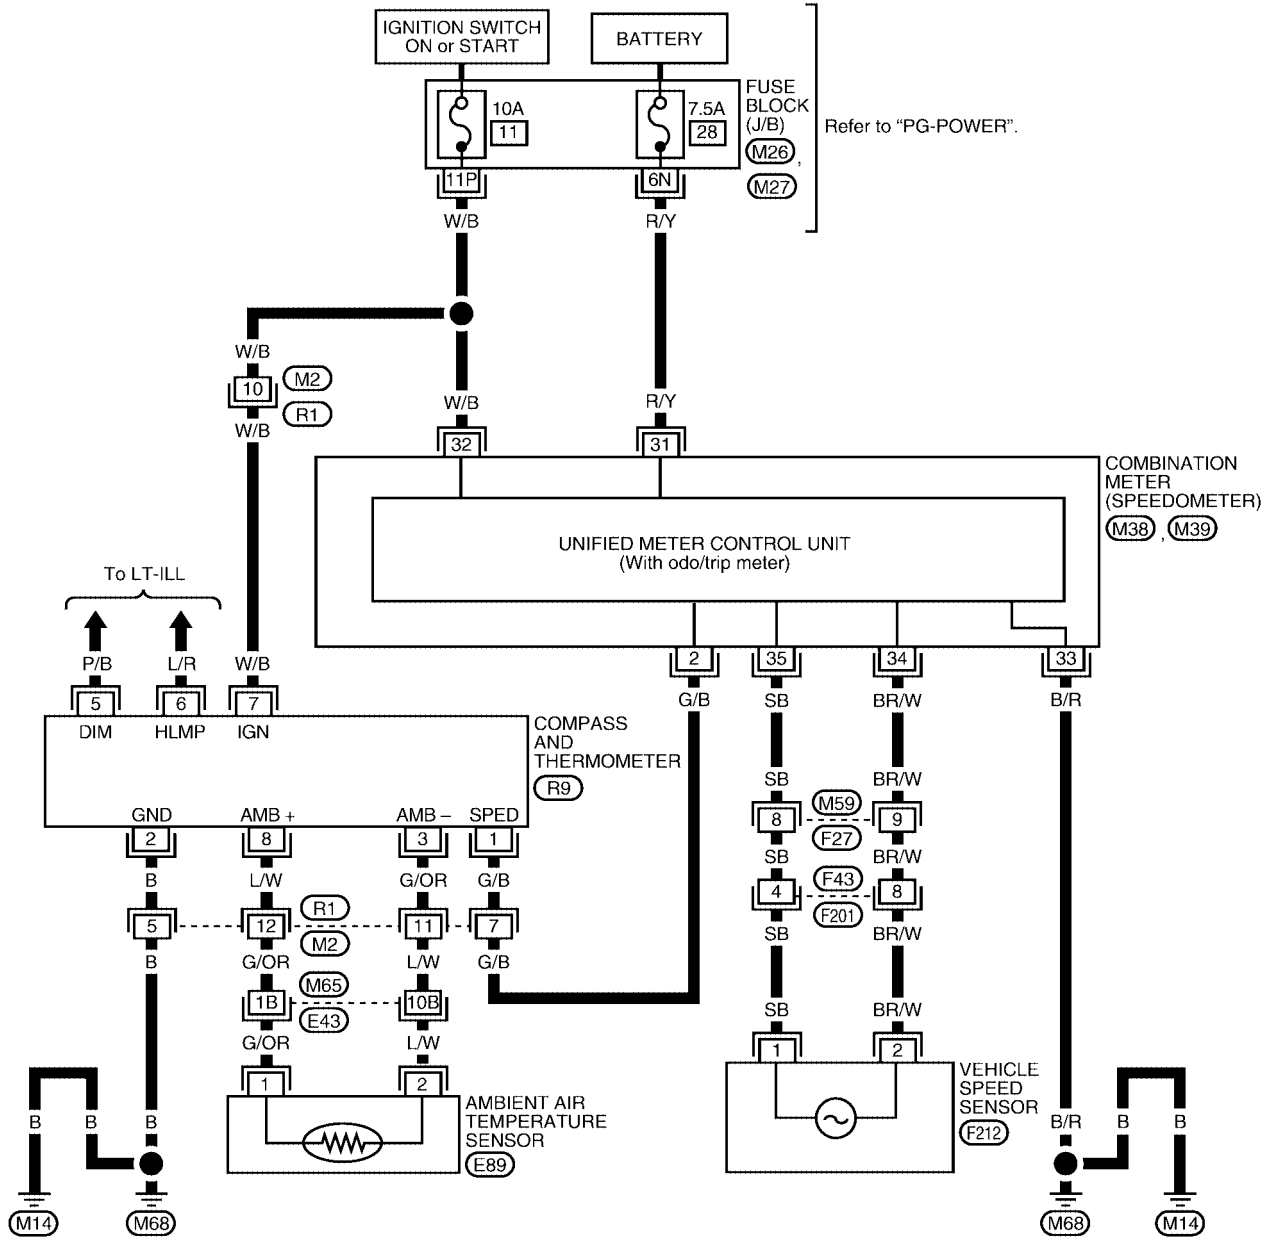 IGNITION SWITCH
ON or START
BATTERY
10A
11
7.5A
28
FUSE
BLOCK
(J/B)
M26 ,
M27
Refer to "PG-POWER".
11P
6N
W/B
R/Y
W/B
10
M2
R1
W/B
W/B
R/Y
32
31
COMBINATION
METER
(SPEEDOMETER)
M38 , M39
UNIFIED METER CONTROL UNIT
(With odo/trip meter)
To LT-ILL
P/B
L/R
W/B
5
6
7
DIM
HLMP
IGN
2
35
34
33
G/B
SB
BR/W
B/R
COMPASS
AND
THERMOMETER
R9
GND
AMB +
AMB –
SPED
2
8
3
1
B
L/W
G/OR
G/B
5
12
R1
M2
11
7
B
G/OR
L/W
G/B
1B
M65
E43
10B
G/OR
L/W
1
2
AMBIENT AIR
TEMPERATURE
SENSOR
E89
SB
BR/W
8
M59
F27
9
SB
BR/W
4
F43
F201
8
SB
BR/W
SB
BR/W
1
2
VEHICLE
SPEED
SENSOR
F212
B
B
B
M14
M68
B/R
B
B
M68
M14